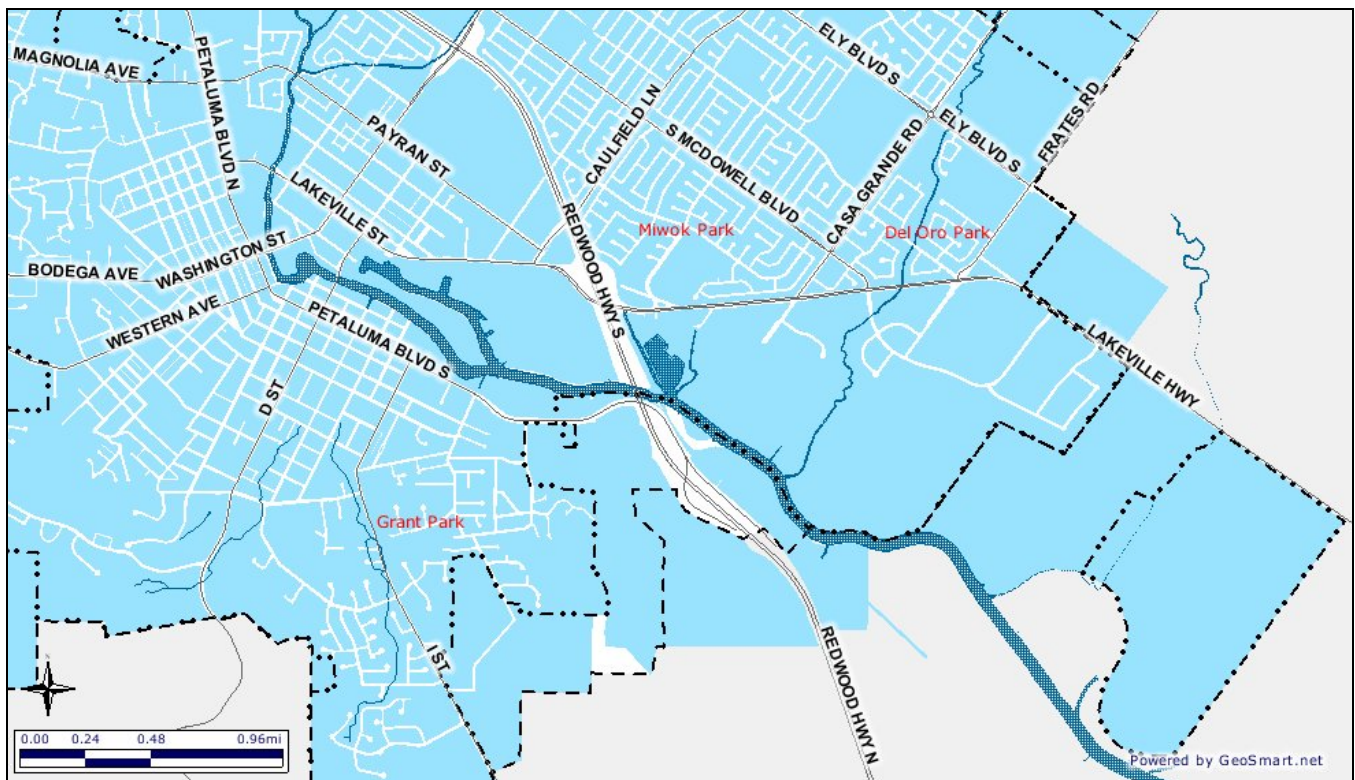 MAGNOLIA AVE
PETALUMA BLVD N
PAYRAN ST
CAULFIELD LN
ELY BLVD S
S MCDOWELL BLVD
CASA GRANDE RD
ELY BLVD S
FRATES RD
LAKEVILLE ST
REDWOOD HWY S
Miwok Park
Del Oro Park
WASHINGTON ST
BODEGA AVE
WESTERN AVE
PETALUMA BLVD S
D ST
LAKEVILLE HWY
Grant Park
I ST
REDWOOD HWY N
0.00 0.24 0.48 0.96mi
Powered by GeoSmart.net